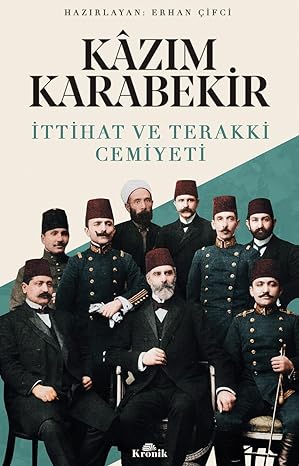 HAZIRLAYAN: ERHAN ÇİFCİ
KÂZIM
KARABEKİR
İTTİHAT VE TERAKKİ
CEMİYETİ
Kronik